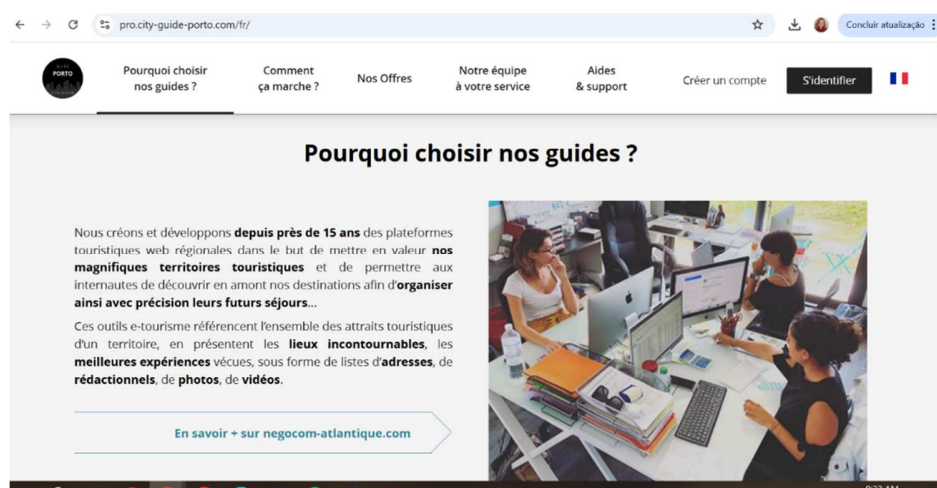 pro.city-guide-porto.com/fr/
Concluir atualização
PORTO
Pourquoi choisir
nos guides ?
Comment
ça marche ?
Nos Offres
Notre équipe
à votre service
Aides
& support
Créer un compte
S'identifier
Pourquoi choisir nos guides ?
Nous créons et développons depuis près de 15 ans des plateformes
touristiques web régionales dans le but de mettre en valeur nos
magnifiques territoires touristiques et de permettre aux
internautes de découvrir en amont nos destinations afin d'organiser
ainsi avec précision leurs futurs séjours...
Ces outils e-tourisme référencent l'ensemble des attraits touristiques
d'un territoire, en présentent les lieux incontournables, les
meilleures expériences vécues, sous forme de listes d'adresses, de
rédactionnels, de photos, de vidéos.
En savoir + sur negocom-atlantique.com